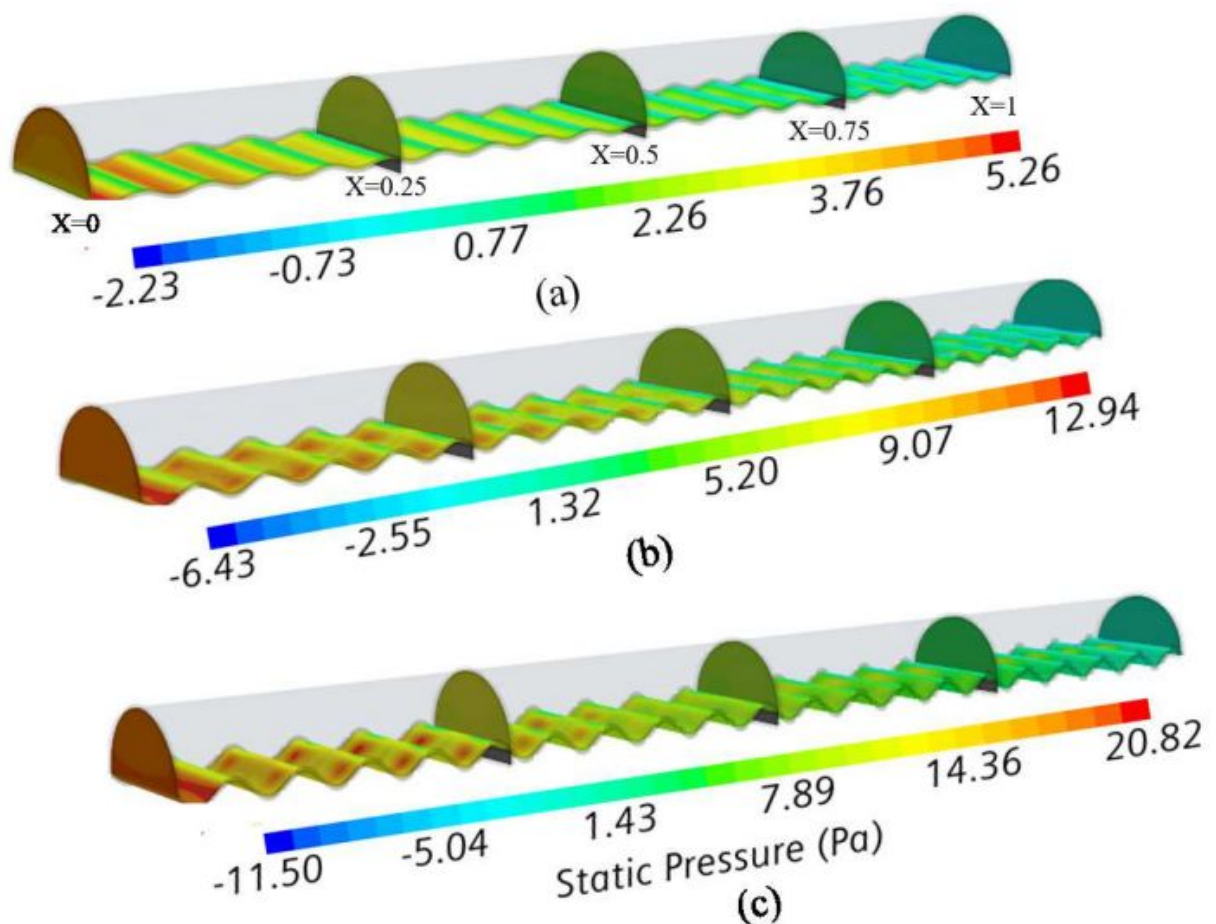 X=0
X=0.25
X=0.5
X=0.75
X=1
-2.23
-0.73
0.77
2.26
3.76
5.26
(a)
-6.43
-2.55
1.32
5.20
9.07
12.94
(b)
-11.50
-5.04
1.43
7.89
14.36
20.82
Static Pressure (Pa)
(c)